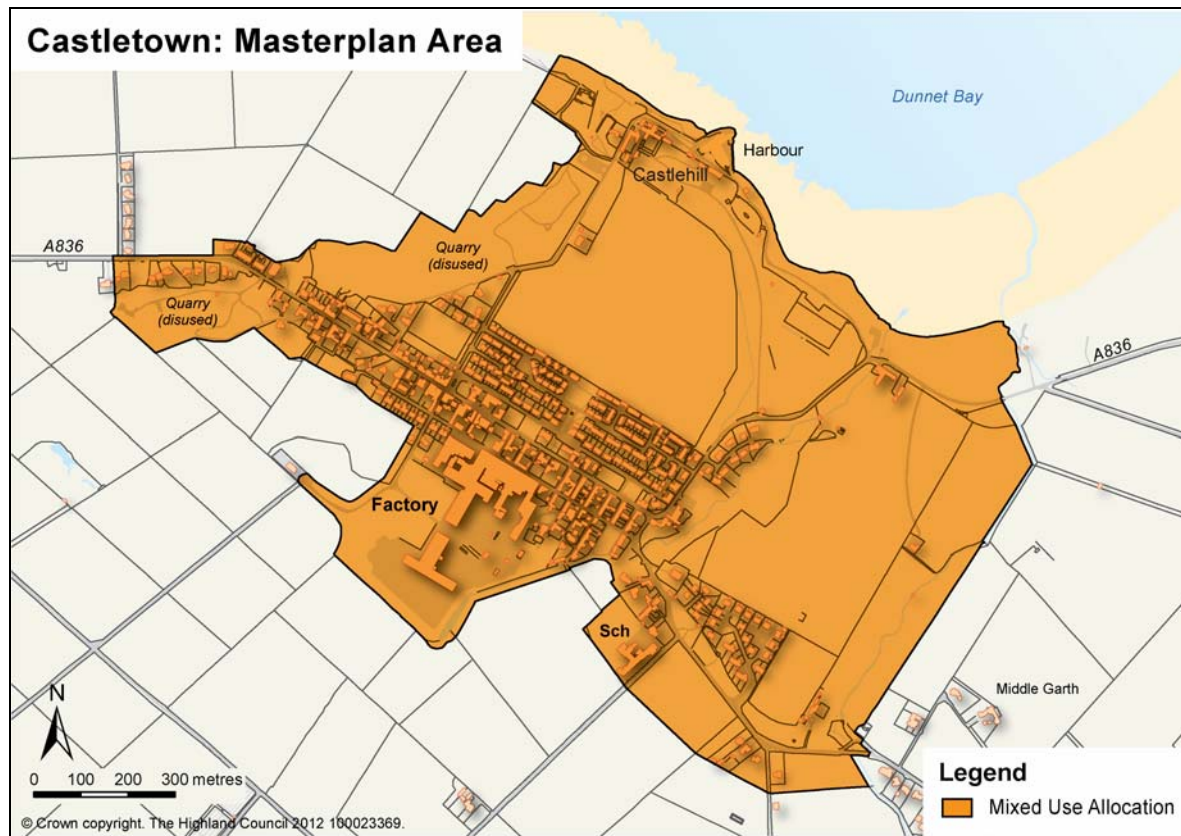 Castletown: Masterplan Area
Dunnet Bay
Harbour
Castlehill
A836
Quarry
(disused)
Quarry
(disused)
A836
Factory
Sch
Middle Garth
N
0 100 200 300 metres
Legend
Mixed Use Allocation
© Crown copyright. The Highland Council 2012 100023369.